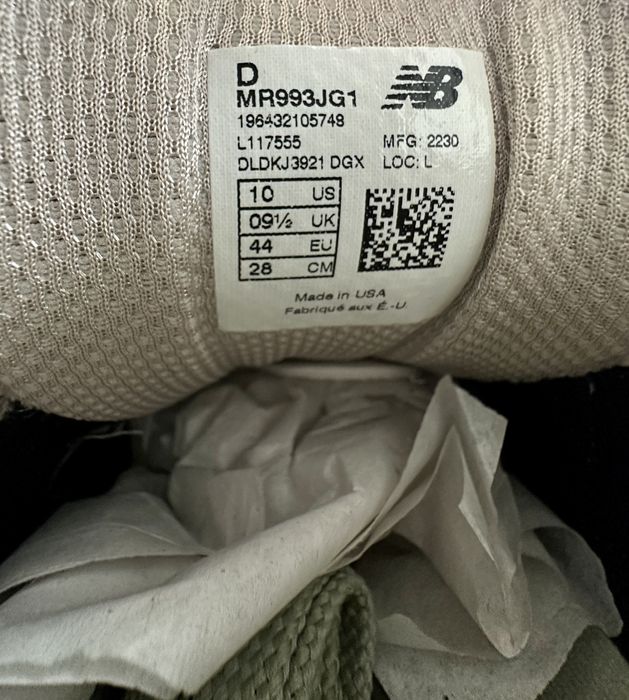 D
NB
MR993JG1
196432105748
L117555 MFG: 2230
DLDKJ3921 DGX LOC: L
10 US
09½ UK
44 EU
28 CM
Made in USA
Fabriqué aux É.-U.